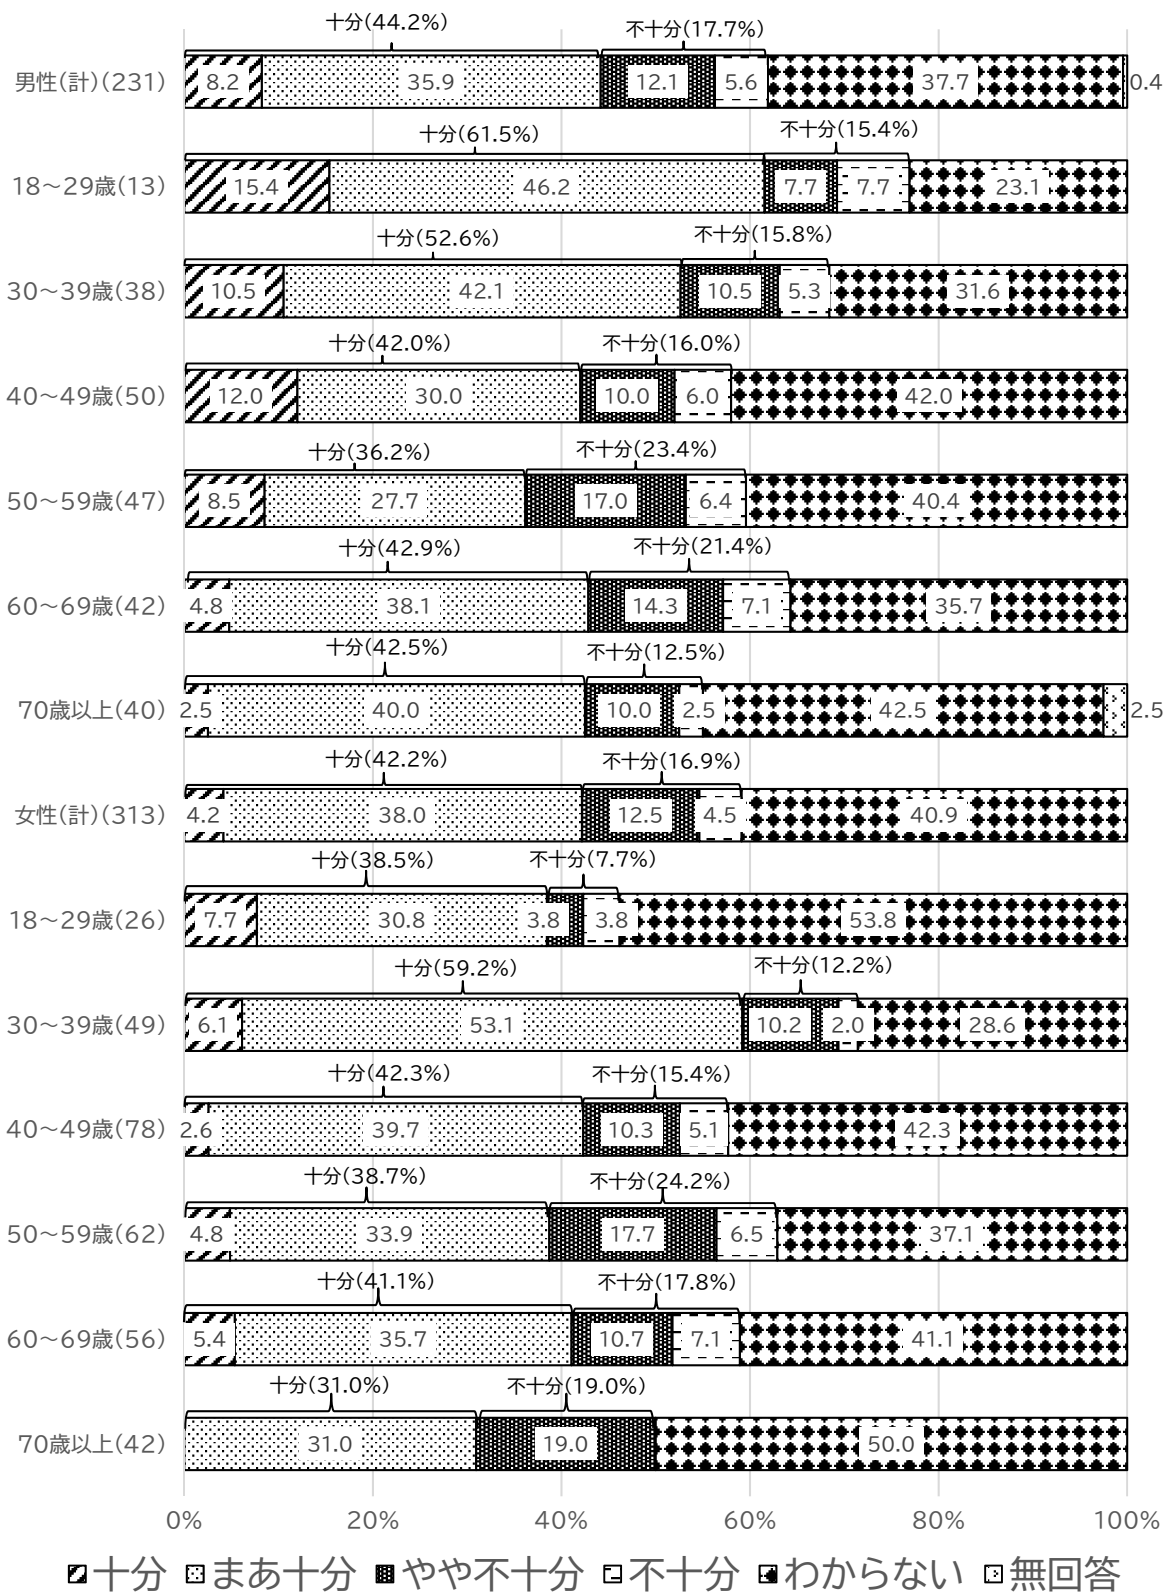 十分(44.2%) 不十分(17.7%)
男性(計)(231) 8.2 35.9 12.1 5.6 37.7 0.4
十分(61.5%) 不十分(15.4%)
18～29歳(13) 15.4 46.2 7.7 7.7 23.1
十分(52.6%) 不十分(15.8%)
30～39歳(38) 10.5 42.1 10.5 5.3 31.6
十分(42.0%) 不十分(16.0%)
40～49歳(50) 12.0 30.0 10.0 6.0 42.0
十分(36.2%) 不十分(23.4%)
50～59歳(47) 8.5 27.7 17.0 6.4 40.4
十分(42.9%) 不十分(21.4%)
60～69歳(42) 4.8 38.1 14.3 7.1 35.7
十分(42.5%) 不十分(12.5%)
70歳以上(40) 2.5 40.0 10.0 2.5 42.5 2.5
十分(42.2%) 不十分(16.9%)
女性(計)(313) 4.2 38.0 12.5 4.5 40.9
十分(38.5%) 不十分(7.7%)
18～29歳(26) 7.7 30.8 3.8 3.8 53.8
十分(59.2%) 不十分(12.2%)
30～39歳(49) 6.1 53.1 10.2 2.0 28.6
十分(42.3%) 不十分(15.4%)
40～49歳(78) 2.6 39.7 10.3 5.1 42.3
十分(38.7%) 不十分(24.2%)
50～59歳(62) 4.8 33.9 17.7 6.5 37.1
十分(41.1%) 不十分(17.8%)
60～69歳(56) 5.4 35.7 10.7 7.1 41.1
十分(31.0%) 不十分(19.0%)
70歳以上(42) 31.0 19.0 50.0
0% 20% 40% 60% 80% 100%
十分 まあ十分 やや不十分 不十分 わからない 無回答